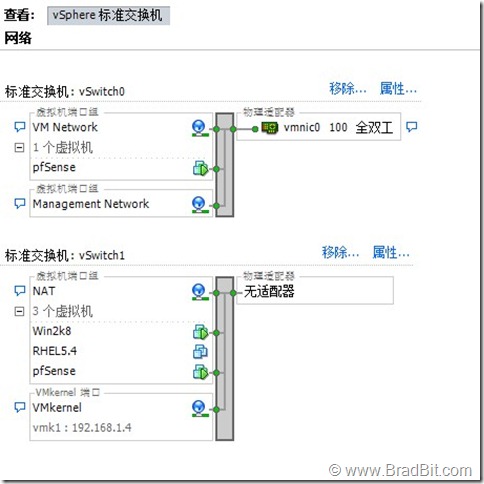 查看: vSphere 标准交换机
网络
标准交换机: vSwitch0 移除... 属性...
虚拟机端口组 物理适配器
VM Network vmnic0 100 全双工
1 个虚拟机
pfSense
虚拟机端口组
Management Network
标准交换机: vSwitch1 移除... 属性...
虚拟机端口组 物理适配器
NAT 无适配器
3 个虚拟机
Win2k8
RHEL5.4
pfSense
VMkernel 端口
VMkernel
vmk1 : 192.168.1.4
© www.BradBit.com